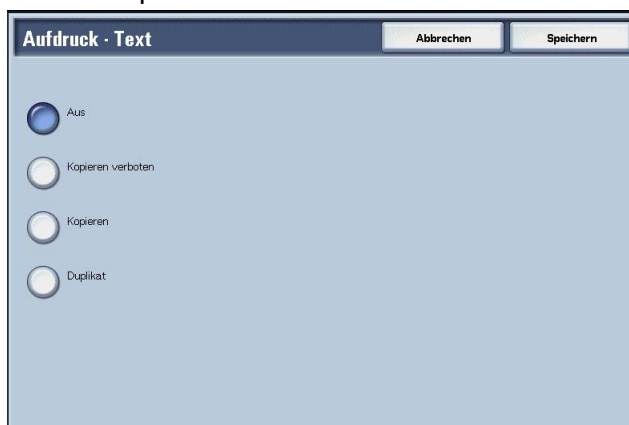 Aufdruck - Text
Abbrechen
Speichern
Aus
Kopieren verboten
Kopieren
Duplikat